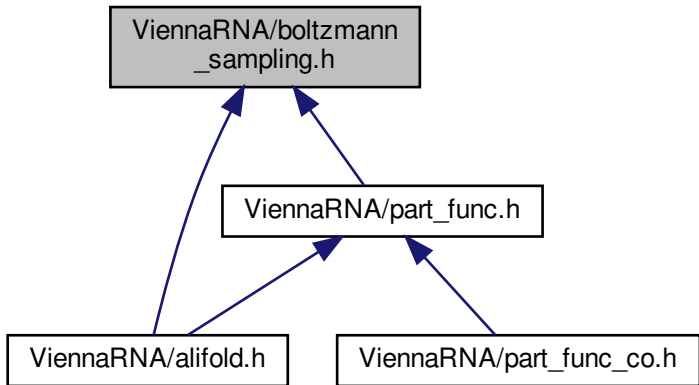 ViennaRNA/boltzmann
_sampling.h
ViennaRNA/part_func.h
ViennaRNA/alifold.h
ViennaRNA/part_func_co.h